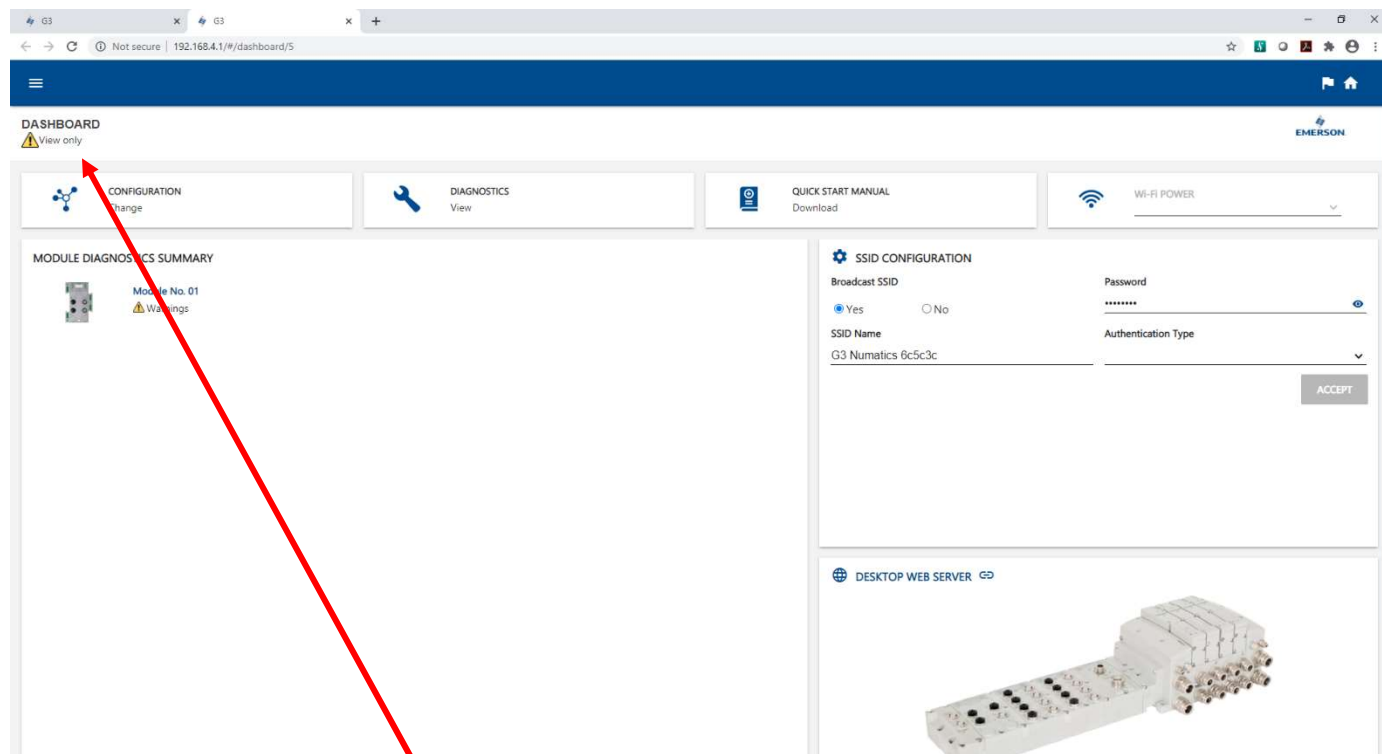 G3
G3
Not secure | 192.168.4.1/#/dashboard/5
DASHBOARD
View only
EMERSON
CONFIGURATION
Change
DIAGNOSTICS
View
QUICK START MANUAL
Download
Wi-Fi POWER
MODULE DIAGNOSTICS SUMMARY
Module No. 01
Warnings
SSID CONFIGURATION
Broadcast SSID
Password
Yes
No
••••••••
SSID Name
Authentication Type
G3 Numatics 6c5c3c
ACCEPT
DESKTOP WEB SERVER